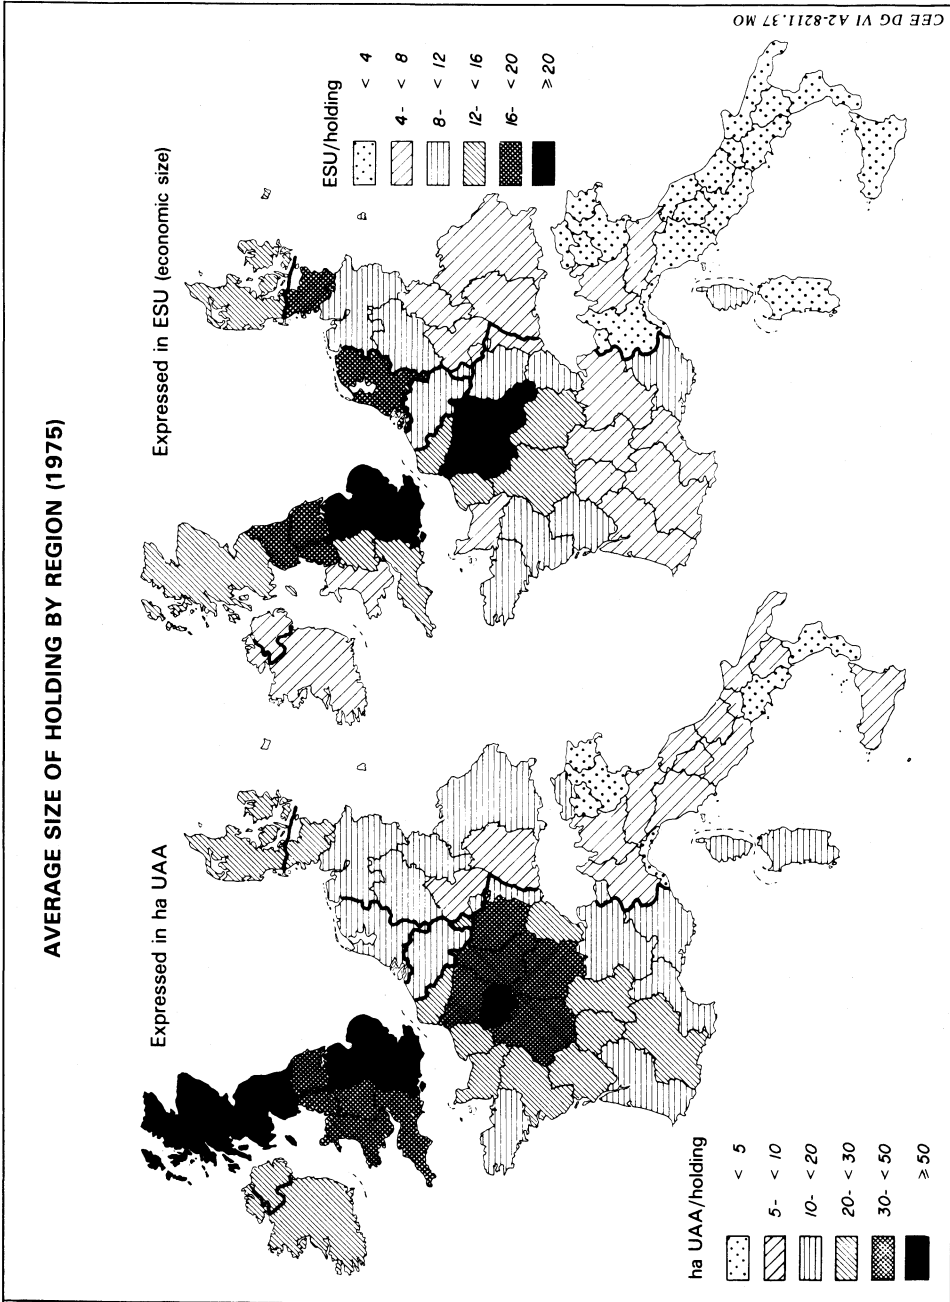 AVERAGE SIZE OF HOLDING BY REGION (1975)
Expressed in ha UAA
ha UAA/holding
< 5
5- < 10
10- < 20
20- < 30
30- < 50
⩾ 50
Expressed in ESU (economic size)
ESU/holding
< 4
4- < 8
8- < 12
12- < 16
16- < 20
⩾ 20
CEE DG VI A2-8211.37 MO